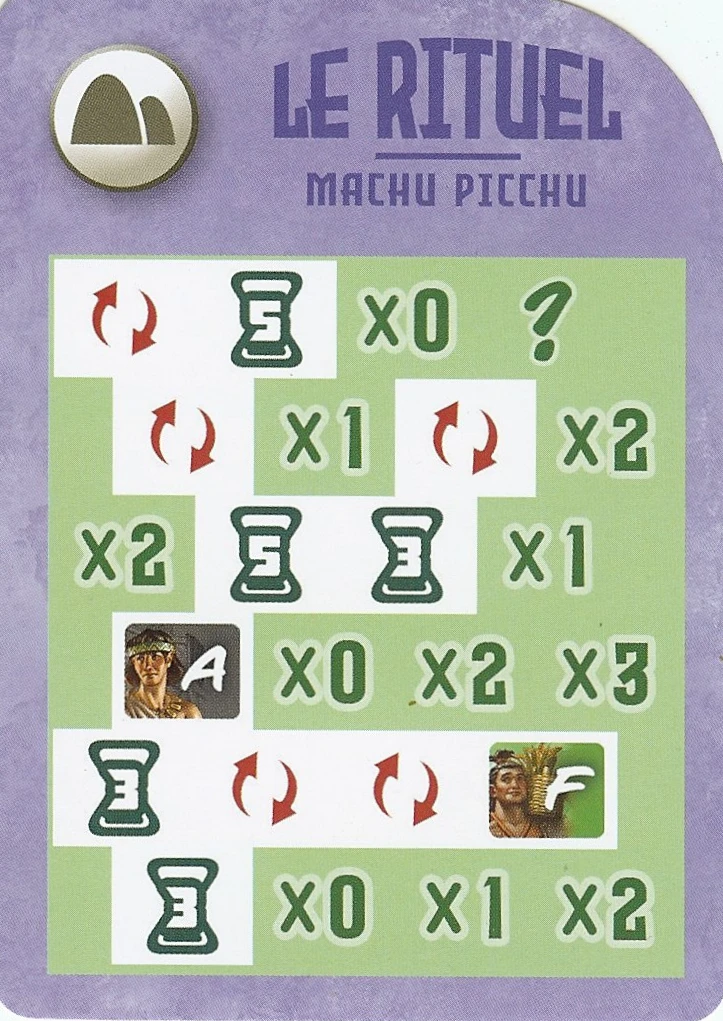 LE RITUEL
MACHU PICCHU
5 X0 ?
X1 X2
X2 5 3 X1
A X0 X2 X3
3 F
3 X0 X1 X2